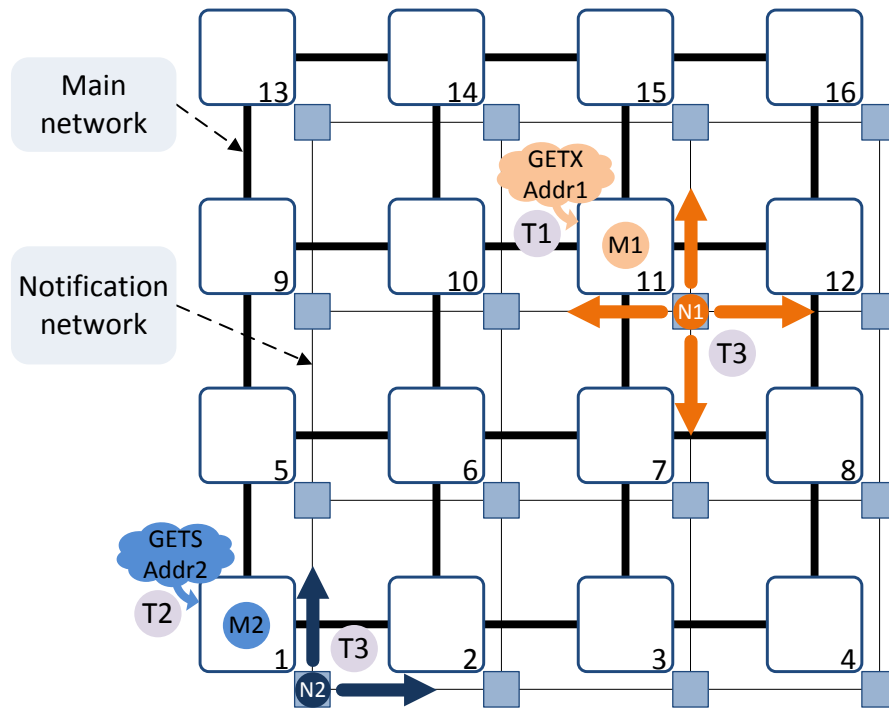 Main
network
13
14
15
16
GETX
Addr1
T1
M1
9
10
11
12
Notification
network
N1
T3
5
6
7
8
GETS
Addr2
T2
M2
T3
1
2
3
4
N2